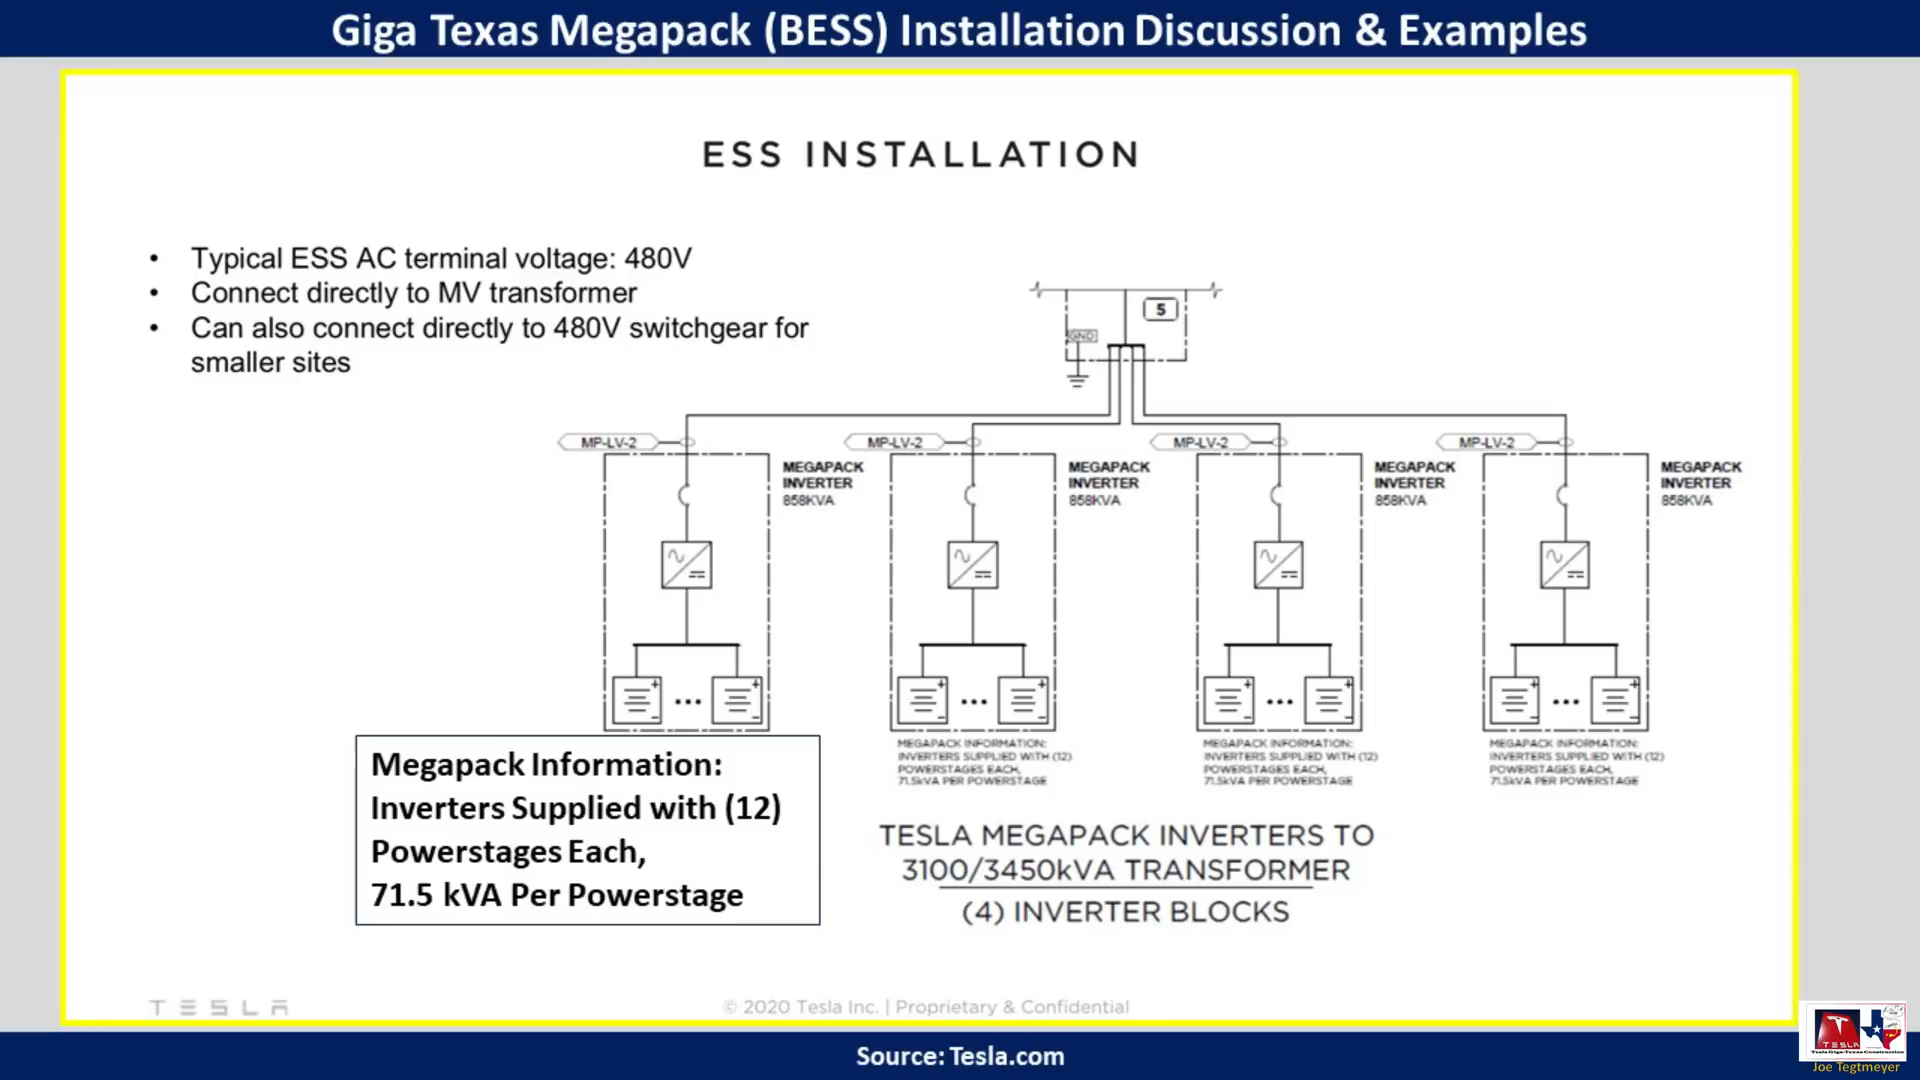 Giga Texas Megapack (BESS) Installation Discussion & Examples
ESS INSTALLATION
• Typical ESS AC terminal voltage: 480V
• Connect directly to MV transformer
• Can also connect directly to 480V switchgear for
smaller sites
5
GND
MP-LV-2
MEGAPACK
INVERTER
858KVA
MP-LV-2
MEGAPACK
INVERTER
858KVA
MP-LV-2
MEGAPACK
INVERTER
858KVA
MP-LV-2
MEGAPACK
INVERTER
858KVA
Megapack Information:
Inverters Supplied with (12)
Powerstages Each,
71.5 kVA Per Powerstage
MEGAPACK INFORMATION:
INVERTERS SUPPLIED WITH (12)
POWERSTAGES EACH,
71.5kVA PER POWERSTAGE
MEGAPACK INFORMATION:
INVERTERS SUPPLIED WITH (12)
POWERSTAGES EACH,
71.5kVA PER POWERSTAGE
MEGAPACK INFORMATION:
INVERTERS SUPPLIED WITH (12)
POWERSTAGES EACH,
71.5kVA PER POWERSTAGE
TESLA MEGAPACK INVERTERS TO
3100/3450kVA TRANSFORMER
(4) INVERTER BLOCKS
TESLA
© 2020 Tesla Inc. | Proprietary & Confidential
Source: Tesla.com
TESLA
Tesla Giga-Texas Construction
Joe Tegtmeyer